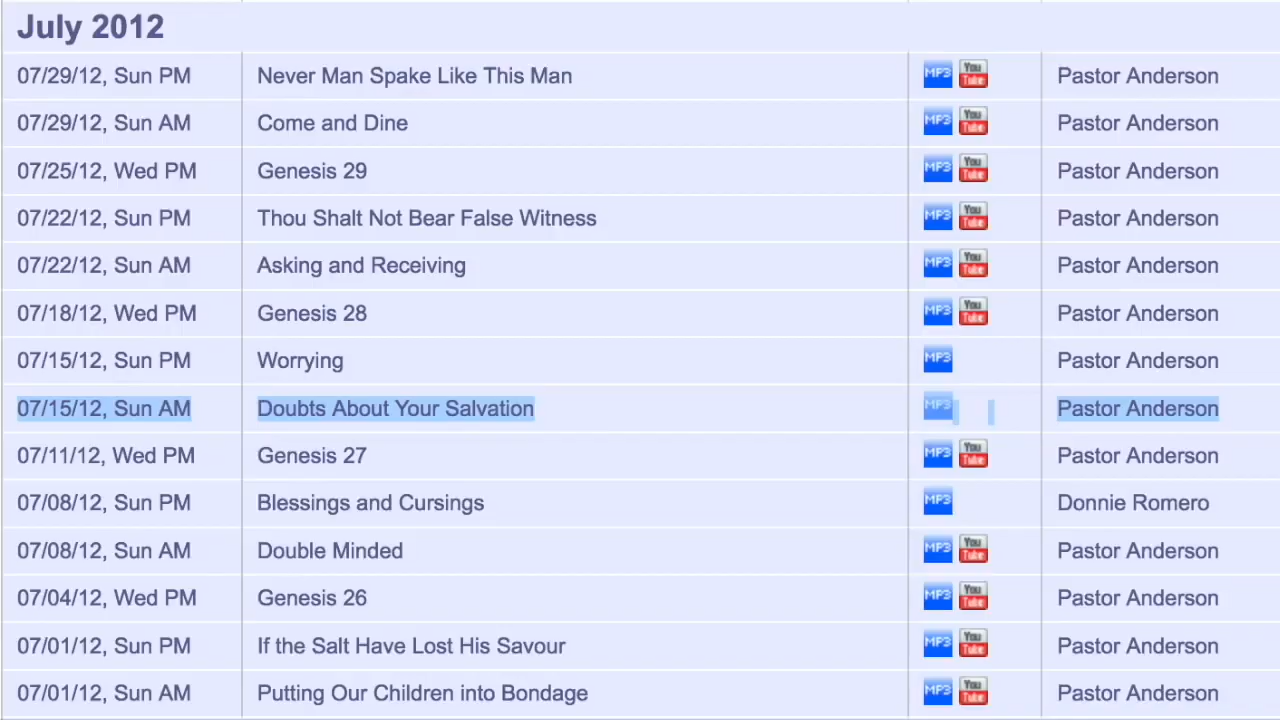 July 2012
07/29/12, Sun PM Never Man Spake Like This Man MP3 You Tube Pastor Anderson
07/29/12, Sun AM Come and Dine MP3 You Tube Pastor Anderson
07/25/12, Wed PM Genesis 29 MP3 You Tube Pastor Anderson
07/22/12, Sun PM Thou Shalt Not Bear False Witness MP3 You Tube Pastor Anderson
07/22/12, Sun AM Asking and Receiving MP3 You Tube Pastor Anderson
07/18/12, Wed PM Genesis 28 MP3 You Tube Pastor Anderson
07/15/12, Sun PM Worrying MP3 Pastor Anderson
07/15/12, Sun AM Doubts About Your Salvation MP3 Pastor Anderson
07/11/12, Wed PM Genesis 27 MP3 You Tube Pastor Anderson
07/08/12, Sun PM Blessings and Cursings MP3 Donnie Romero
07/08/12, Sun AM Double Minded MP3 You Tube Pastor Anderson
07/04/12, Wed PM Genesis 26 MP3 You Tube Pastor Anderson
07/01/12, Sun PM If the Salt Have Lost His Savour MP3 You Tube Pastor Anderson
07/01/12, Sun AM Putting Our Children into Bondage MP3 You Tube Pastor Anderson